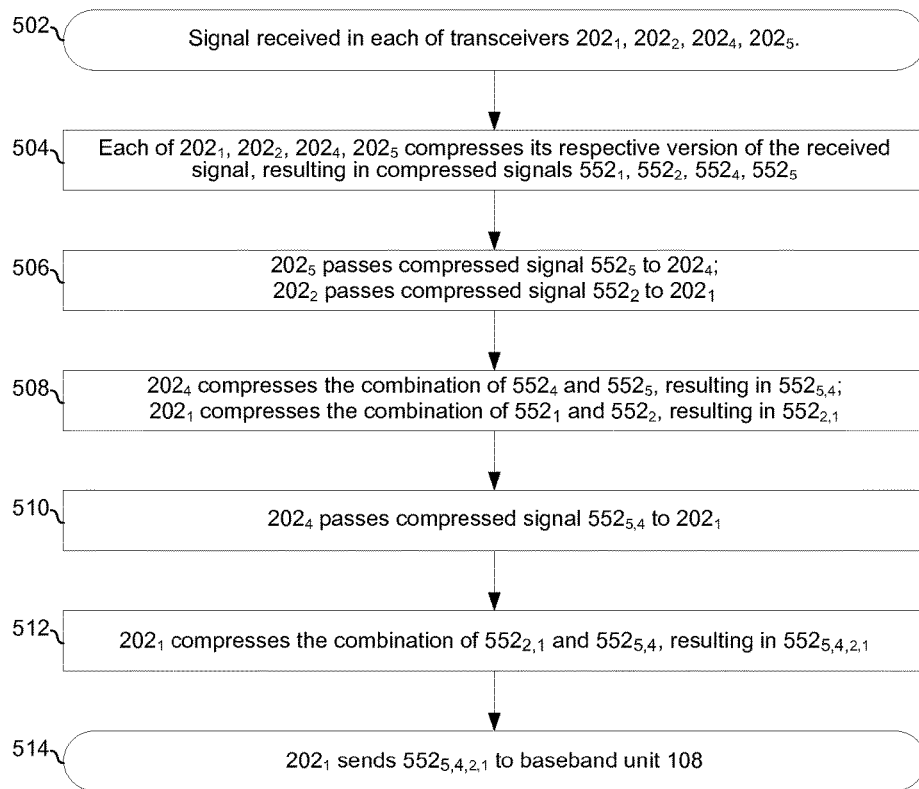 502
Signal received in each of transceivers 202₁, 202₂, 202₄, 202₅.
504
Each of 202₁, 202₂, 202₄, 202₅ compresses its respective version of the received
signal, resulting in compressed signals 552₁, 552₂, 552₄, 552₅
506
202₅ passes compressed signal 552₅ to 202₄;
202₂ passes compressed signal 552₂ to 202₁
508
202₄ compresses the combination of 552₄ and 552₅, resulting in 552₅,₄;
202₁ compresses the combination of 552₁ and 552₂, resulting in 552₂,₁
510
202₄ passes compressed signal 552₅,₄ to 202₁
512
202₁ compresses the combination of 552₂,₁ and 552₅,₄, resulting in 552₅,₄,₂,₁
514
202₁ sends 552₅,₄,₂,₁ to baseband unit 108